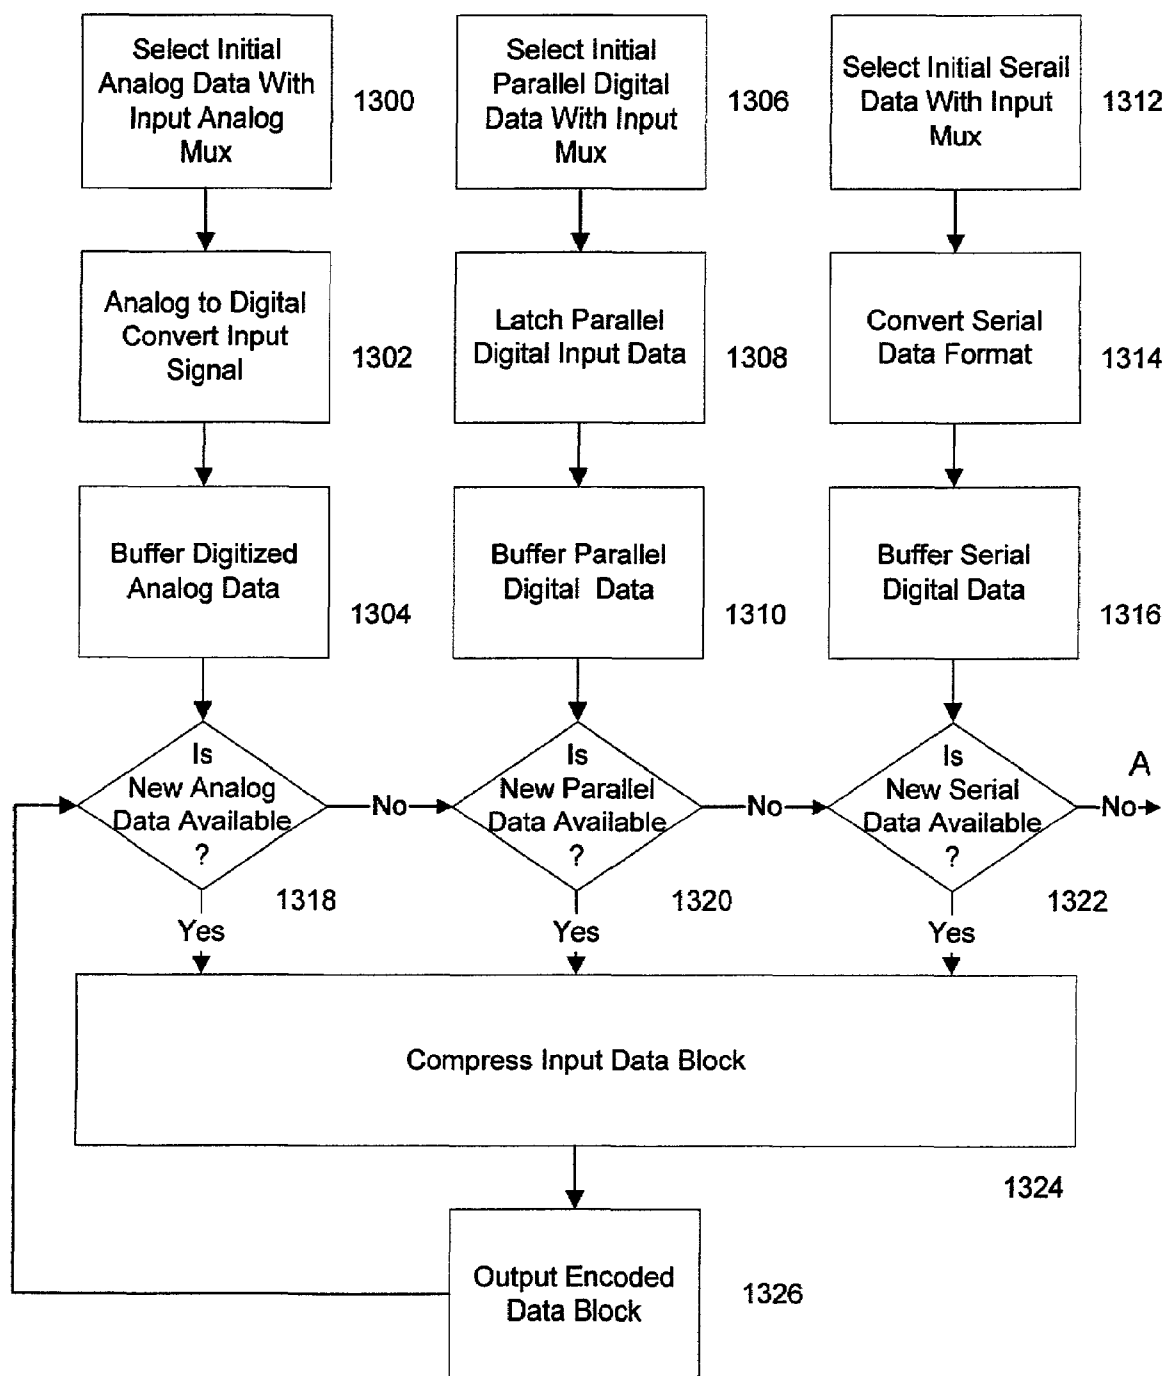 Select Initial
Analog Data With
Input Analog
Mux
1300
Select Initial
Parallel Digital
Data With Input
Mux
1306
Select Initial Serail
Data With Input
Mux
1312
Analog to Digital
Convert Input
Signal
1302
Latch Parallel
Digital Input Data
1308
Convert Serial
Data Format
1314
Buffer Digitized
Analog Data
1304
Buffer Parallel
Digital Data
1310
Buffer Serial
Digital Data
1316
Is
New Analog
Data Available
?
1318
No
Is
New Parallel
Data Available
?
1320
No
Is
New Serial
Data Available
?
1322
A
No
Yes
Yes
Yes
Compress Input Data Block
1324
Output Encoded
Data Block
1326